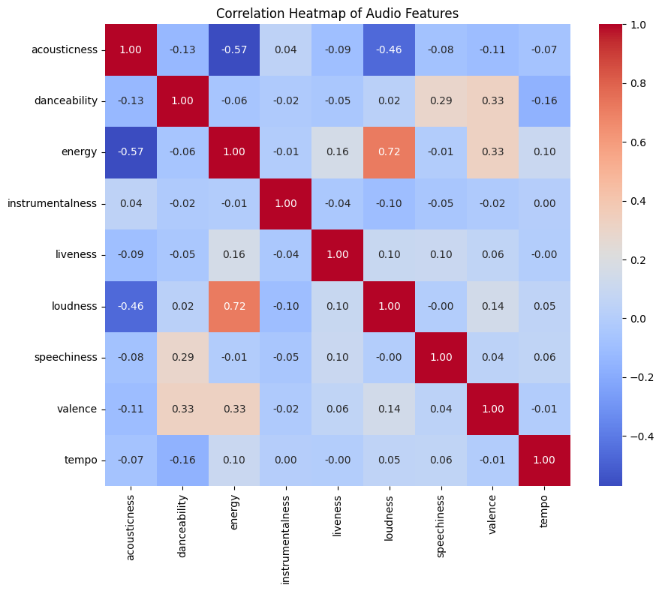 Correlation Heatmap of Audio Features
acousticness 1.00 -0.13 -0.57 0.04 -0.09 -0.46 -0.08 -0.11 -0.07
danceability -0.13 1.00 -0.06 -0.02 -0.05 0.02 0.29 0.33 -0.16
energy -0.57 -0.06 1.00 -0.01 0.16 0.72 -0.01 0.33 0.10
instrumentalness 0.04 -0.02 -0.01 1.00 -0.04 -0.10 -0.05 -0.02 0.00
liveness -0.09 -0.05 0.16 -0.04 1.00 0.10 0.10 0.06 -0.00
loudness -0.46 0.02 0.72 -0.10 0.10 1.00 -0.00 0.14 0.05
speechiness -0.08 0.29 -0.01 -0.05 0.10 -0.00 1.00 0.04 0.06
valence -0.11 0.33 0.33 -0.02 0.06 0.14 0.04 1.00 -0.01
tempo -0.07 -0.16 0.10 0.00 -0.00 0.05 0.06 -0.01 1.00
acousticness danceability energy instrumentalness liveness loudness speechiness valence tempo
1.0
0.8
0.6
0.4
0.2
0.0
−0.2
−0.4